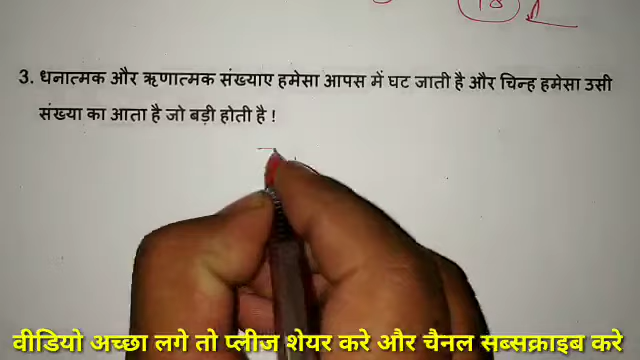 18
3. धनात्मक और ऋणात्मक संख्याए हमेसा आपस में घट जाती है और चिन्ह हमेसा उसी
संख्या का आता है जो बड़ी होती है !
वीडियो अच्छा लगे तो प्लीज शेयर करे और चैनल सब्सक्राइब करे